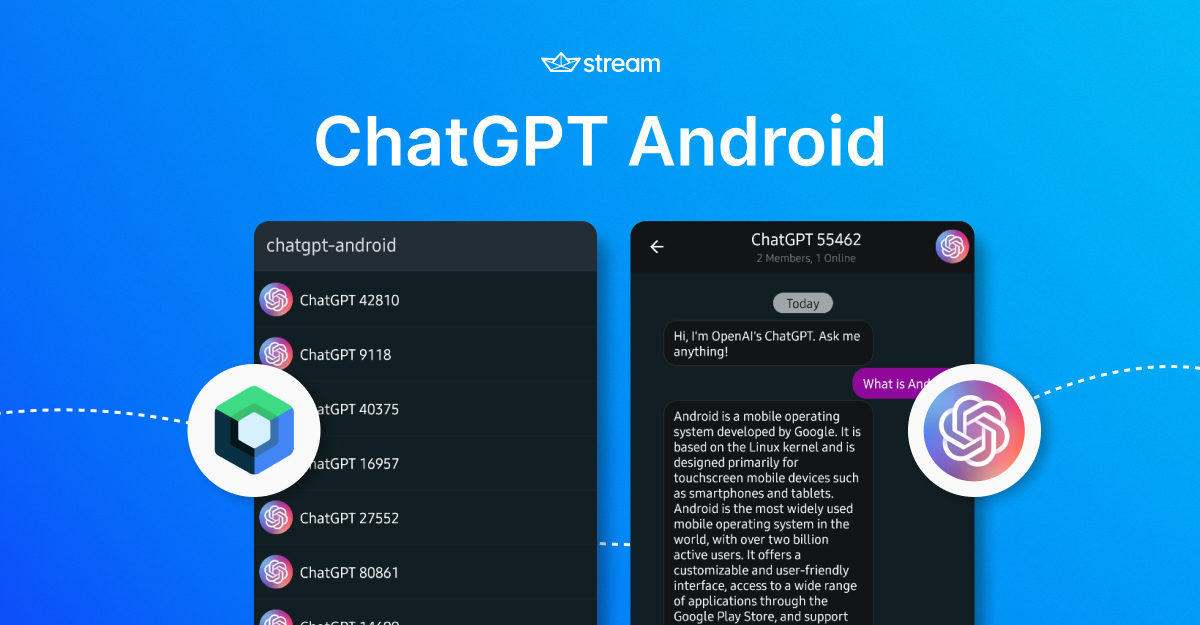 stream
ChatGPT Android
chatgpt-android
ChatGPT 42810
ChatGPT 9118
ChatGPT 40375
ChatGPT 16957
ChatGPT 27552
ChatGPT 80861
ChatGPT 55462
2 Members, 1 Online
Today
Hi, I'm OpenAI's ChatGPT. Ask me
anything!
What is
Android is a mobile operating
system developed by Google. It is
based on the Linux kernel and is
designed primarily for
touchscreen mobile devices such
as smartphones and tablets.
Android is the most widely used
mobile operating system in the
world, with over two billion
active users. It offers a
customizable and user-friendly
interface, access to a wide range
of applications through the
Google Play Store, and support